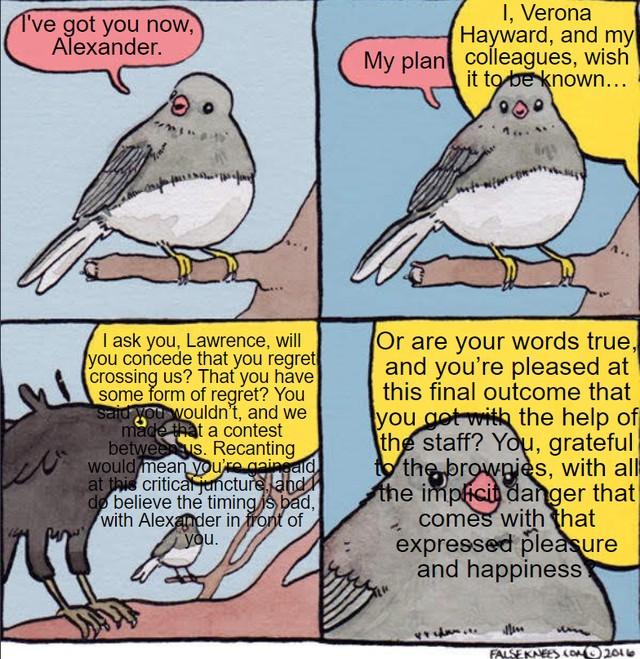 I've got you now,
Alexander.
My plan
I, Verona
Hayward, and my
colleagues, wish
it to be known…
I ask you, Lawrence, will
you concede that you regret
crossing us? That you have
some form of regret? You
said you wouldn't, and we
made that a contest
between us. Recanting
would mean you're gainsaid
at this critical juncture, and I
do believe the timing is bad,
with Alexander in front of
you.
Or are your words true,
and you're pleased at
this final outcome that
you got with the help of
the staff? You, grateful
to the brownies, with all
the implicit danger that
comes with that
expressed pleasure
and happiness?
FALSEKNEES.COM © 2016